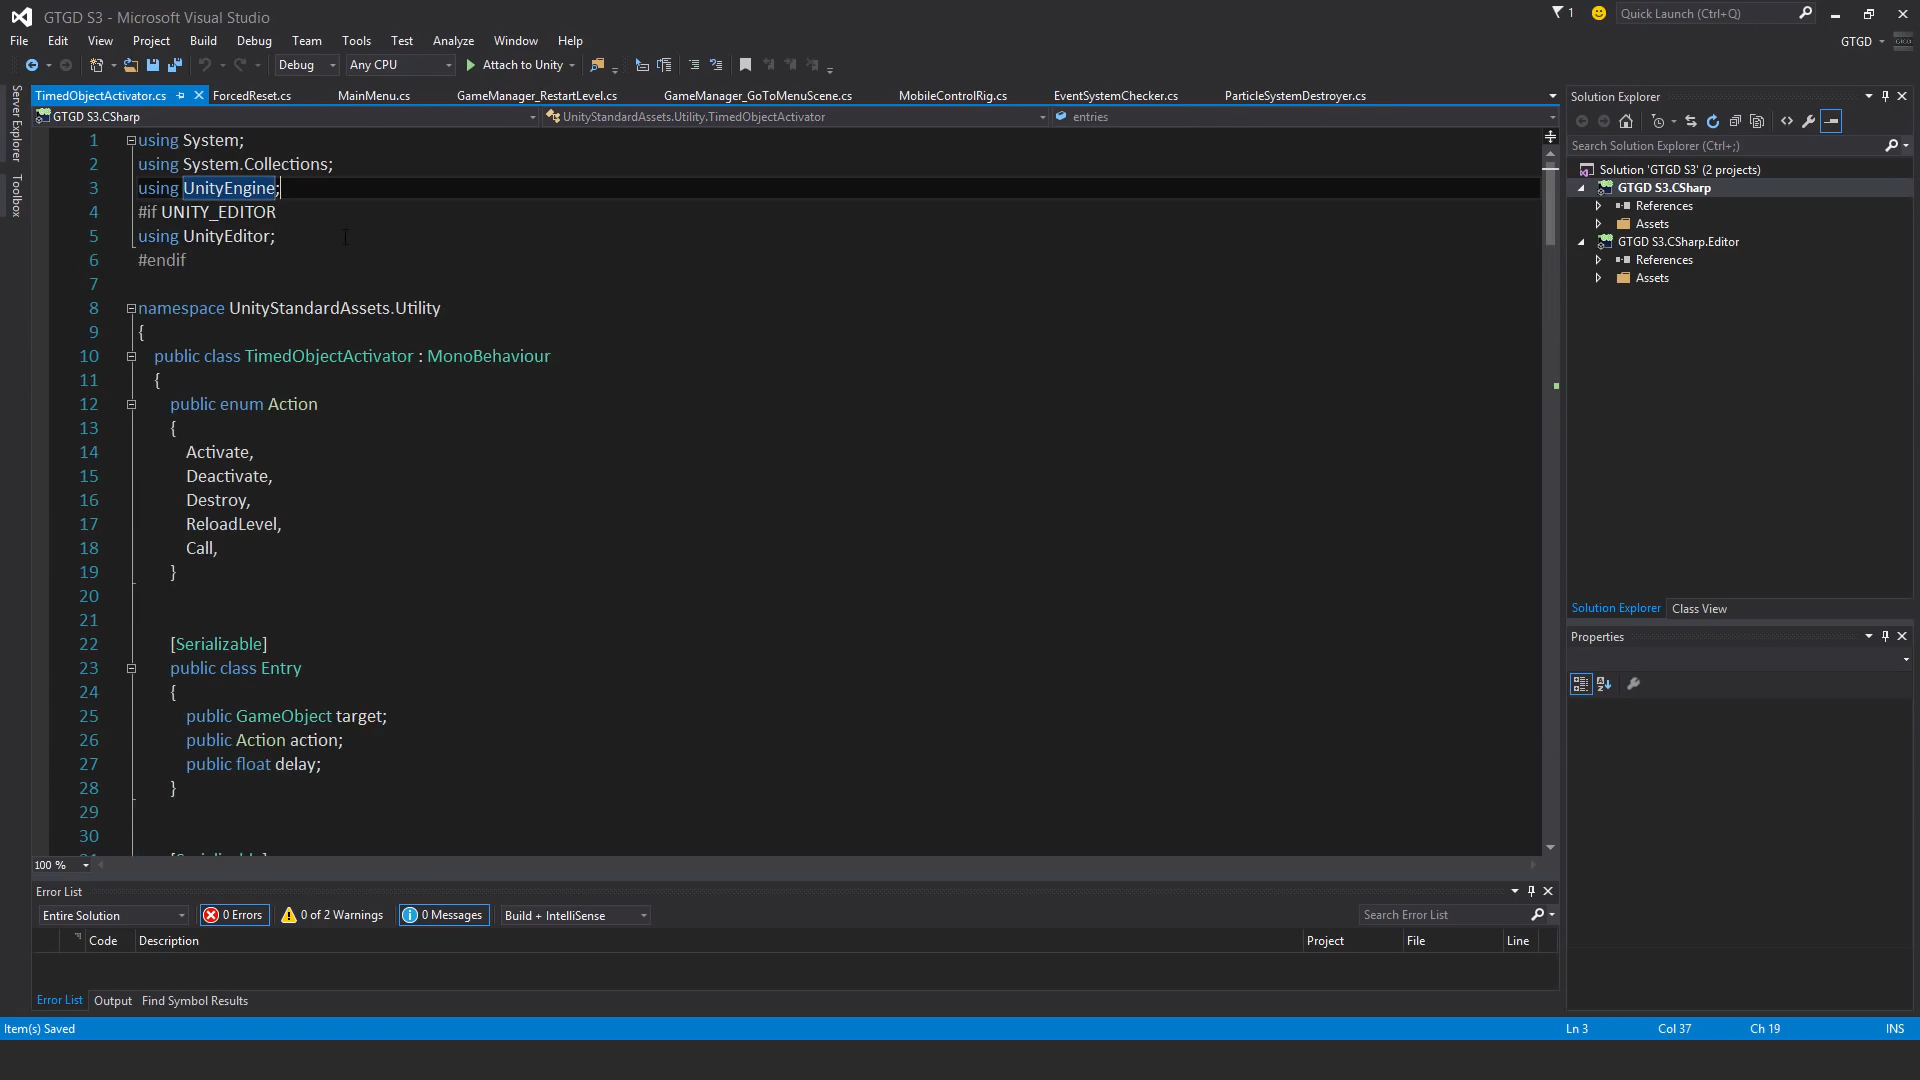 GTGD S3 - Microsoft Visual Studio
1
Quick Launch (Ctrl+Q)
File Edit View Project Build Debug Team Tools Test Analyze Window Help
GTGD
Debug Any CPU Attach to Unity
Server Explorer
Toolbox
TimedObjectActivator.cs ForcedReset.cs MainMenu.cs GameManager_RestartLevel.cs GameManager_GoToMenuScene.cs MobileControlRig.cs EventSystemChecker.cs ParticleSystemDestroyer.cs
GTGD S3.CSharp UnityStandardAssets.Utility.TimedObjectActivator entries
1 using System;
2 using System.Collections;
3 using UnityEngine;
4 #if UNITY_EDITOR
5 using UnityEditor;
6 #endif
7
8 namespace UnityStandardAssets.Utility
9 {
10 public class TimedObjectActivator : MonoBehaviour
11 {
12 public enum Action
13 {
14 Activate,
15 Deactivate,
16 Destroy,
17 ReloadLevel,
18 Call,
19 }
20
21
22 [Serializable]
23 public class Entry
24 {
25 public GameObject target;
26 public Action action;
27 public float delay;
28 }
29
30
100 %
Solution Explorer
Search Solution Explorer (Ctrl+;)
Solution 'GTGD S3' (2 projects)
GTGD S3.CSharp
References
Assets
GTGD S3.CSharp.Editor
References
Assets
Solution Explorer Class View
Properties
Error List
Entire Solution 0 Errors 0 of 2 Warnings 0 Messages Build + IntelliSense Search Error List
Code Description Project File Line
Error List Output Find Symbol Results
Item(s) Saved Ln 3 Col 37 Ch 19 INS